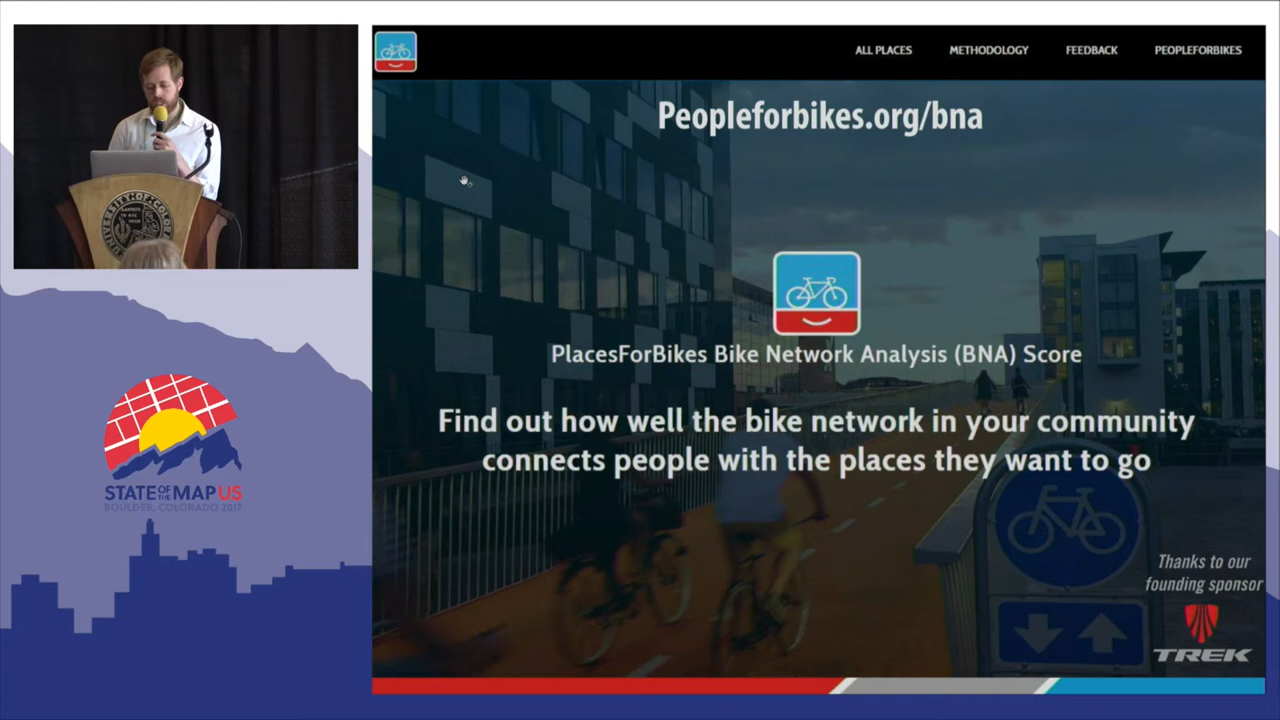 ALL PLACES METHODOLOGY FEEDBACK PEOPLEFORBIKES
Peopleforbikes.org/bna
PlacesForBikes Bike Network Analysis (BNA) Score
Find out how well the bike network in your community
connects people with the places they want to go
Thanks to our
founding sponsor
TREK
STATE OF THE MAP US
BOULDER, COLORADO 2017